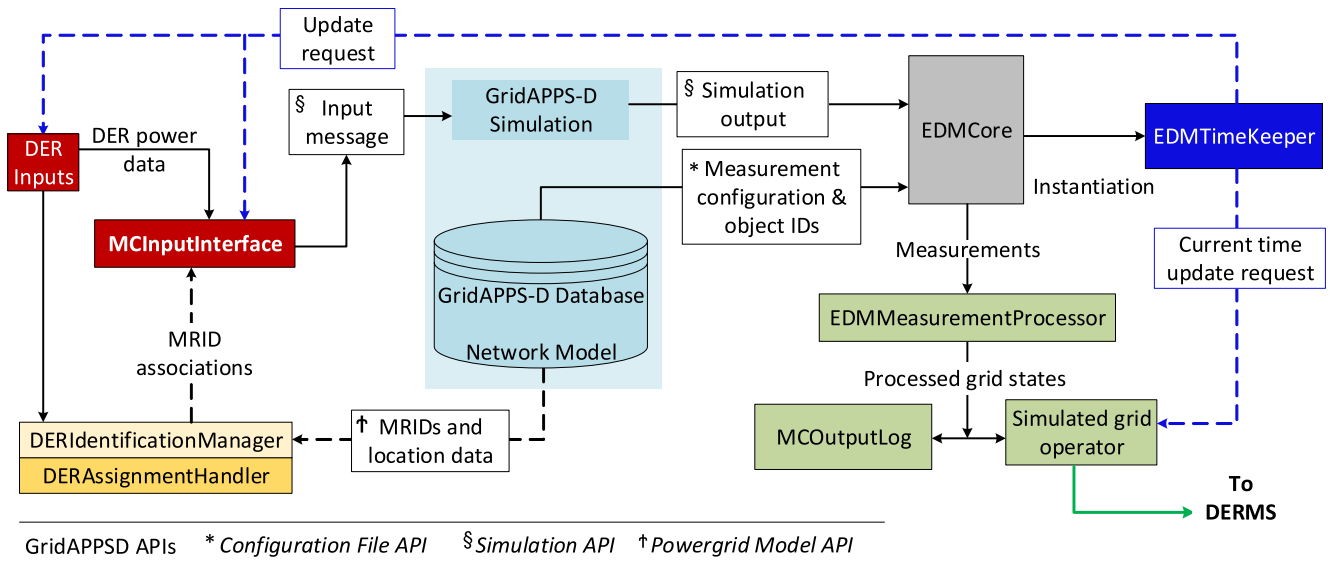 Update
request
§ Input
message
GridAPPS-D
Simulation
§ Simulation
output
EDMCore
EDMTimeKeeper
DER
Inputs
DER power
data
* Measurement
configuration &
object IDs
Instantiation
MCInputInterface
Measurements
Current time
update request
GridAPPS-D Database
Network Model
EDMMeasurementProcessor
MRID
associations
Processed grid states
DERIdentificationManager
DERAssignmentHandler
† MRIDs and
location data
MCOutputLog
Simulated grid
operator
To
DERMS
GridAPPSD APIs * Configuration File API § Simulation API † Powergrid Model API